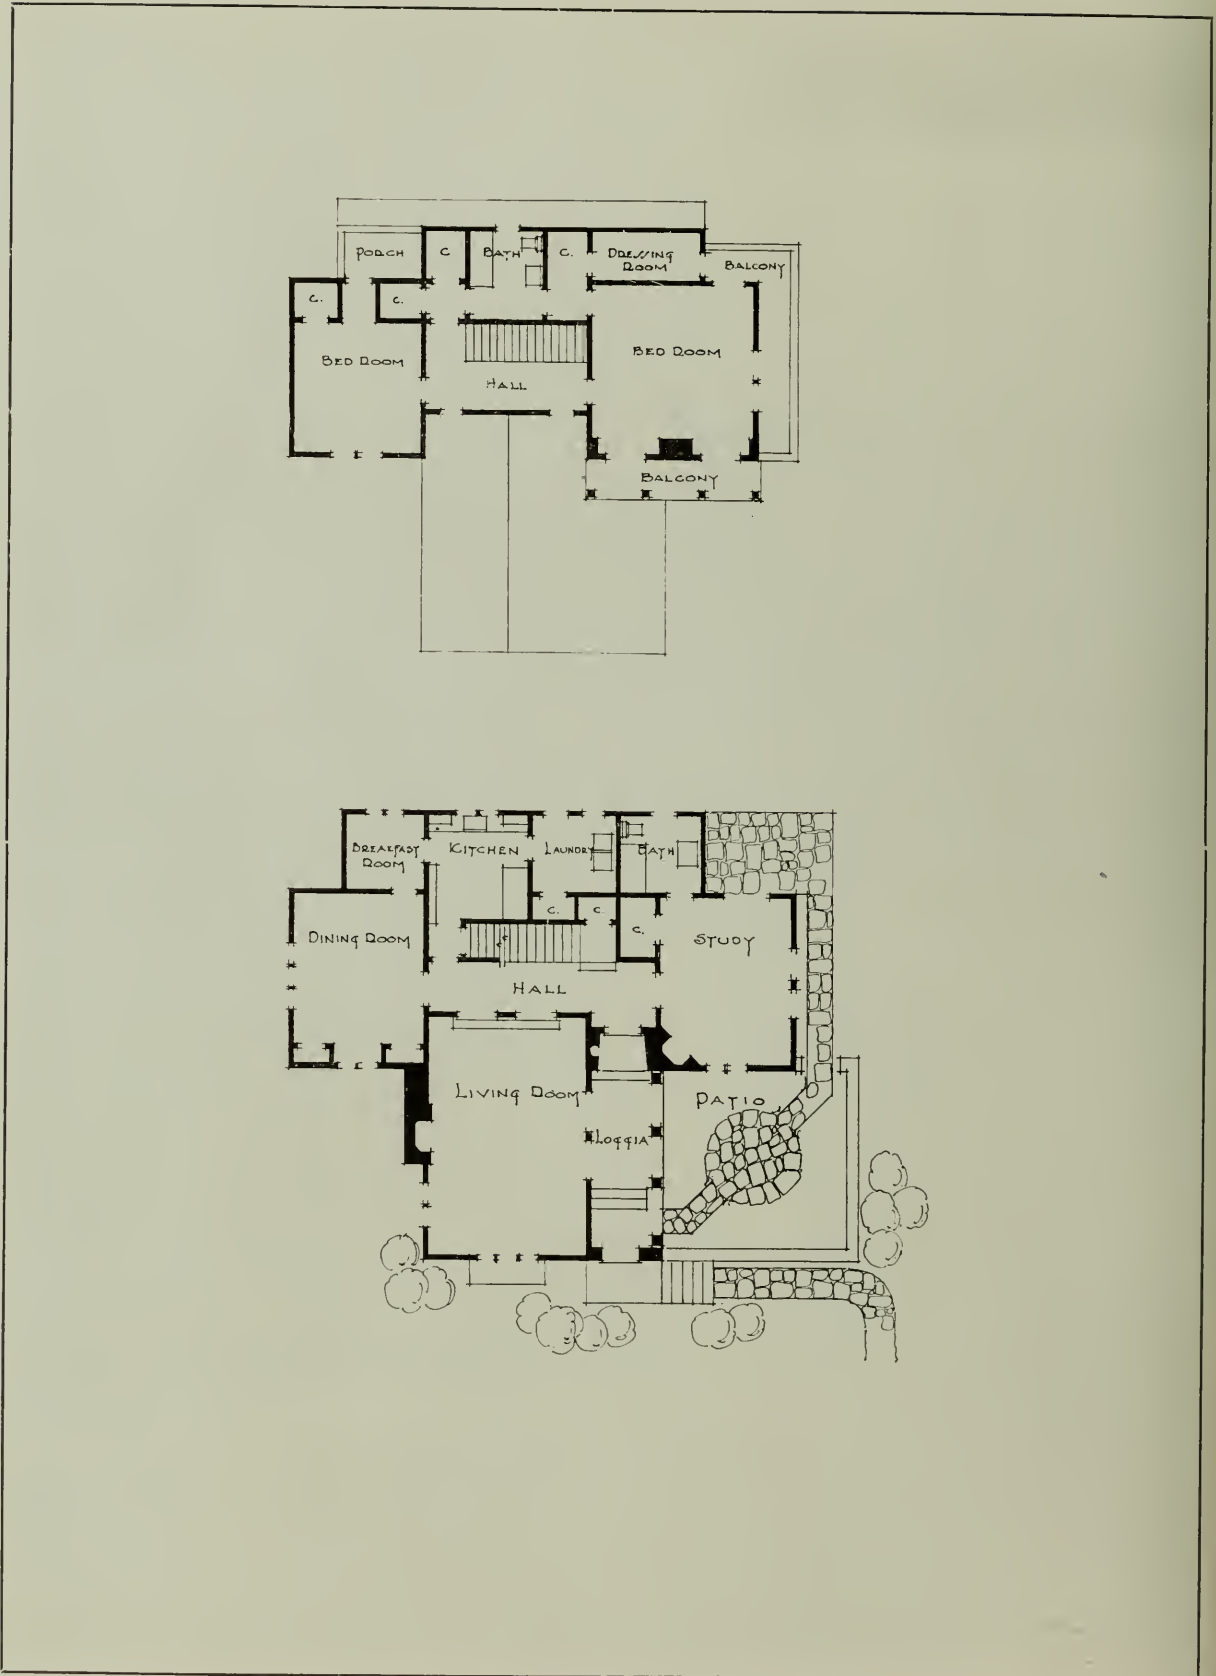 PORCH
C
BATH
C.
DRESSING
ROOM
BALCONY
C.
C.
BED ROOM
BED ROOM
HALL
BALCONY
BREAKFAST
ROOM
KITCHEN
LAUNDRY
BATH
C.
C.
C.
DINING ROOM
STUDY
HALL
LIVING ROOM
PATIO
LOGGIA